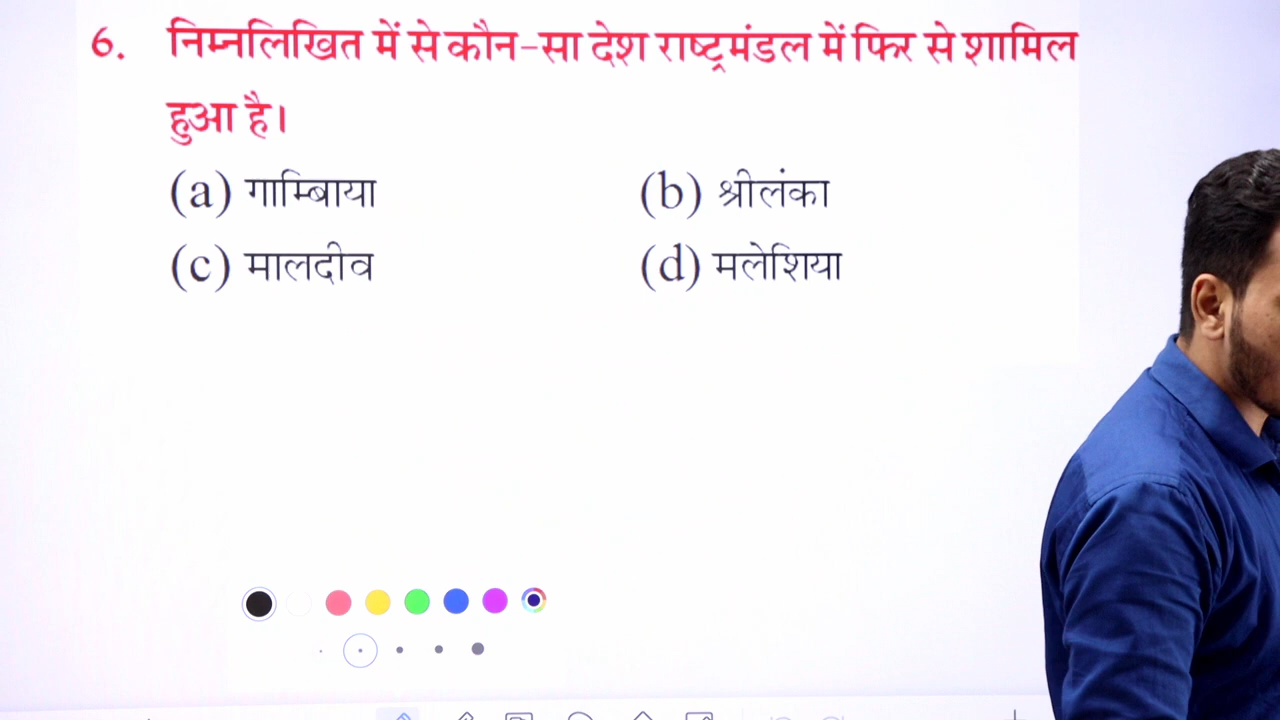 6. निम्नलिखित में से कौन-सा देश राष्ट्रमंडल में फिर से शामिल
हुआ है।
(a) गाम्बिाया (b) श्रीलंका
(c) मालदीव (d) मलेशिया